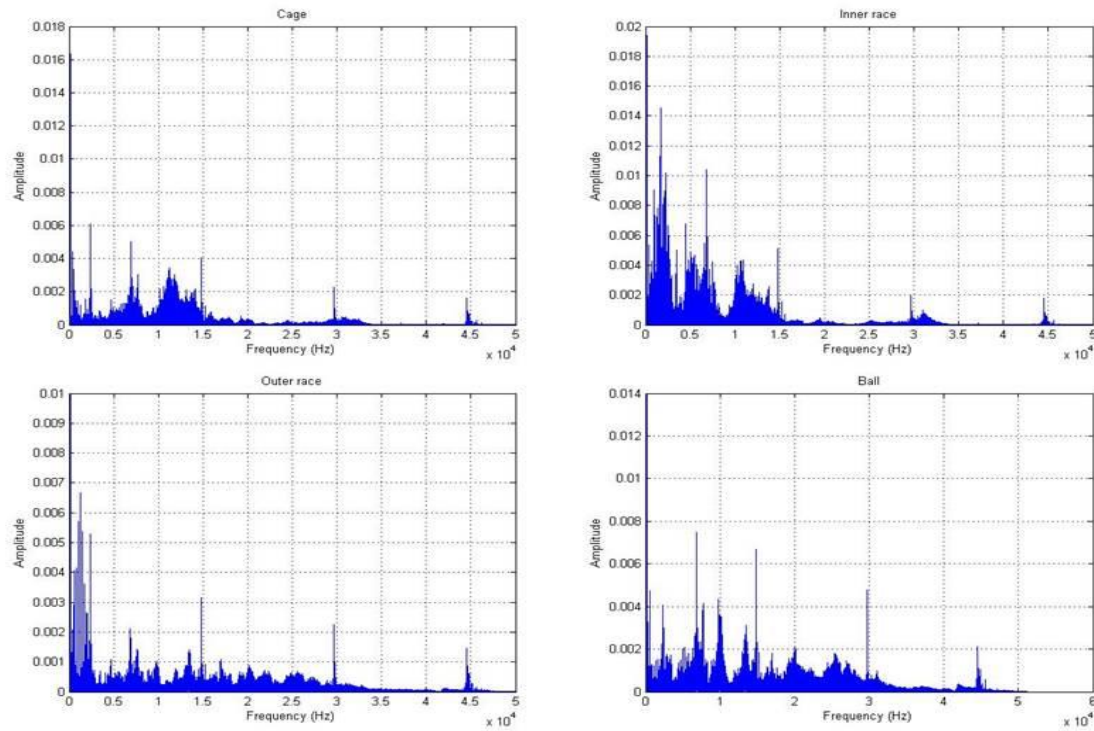 Cage
0.018
0.016
0.014
0.012
0.01
0.008
0.006
0.004
0.002
0
Amplitude
0 0.5 1 1.5 2 2.5 3 3.5 4 4.5 5
Frequency (Hz)
x 10^4
Inner race
0.02
0.018
0.016
0.014
0.012
0.01
0.008
0.006
0.004
0.002
0
Amplitude
0 0.5 1 1.5 2 2.5 3 3.5 4 4.5 5
Frequency (Hz)
x 10^4
Outer race
0.01
0.009
0.008
0.007
0.006
0.005
0.004
0.003
0.002
0.001
0
Amplitude
0 0.5 1 1.5 2 2.5 3 3.5 4 4.5 5
Frequency (Hz)
x 10^4
Ball
0.014
0.012
0.01
0.008
0.006
0.004
0.002
0
Amplitude
0 1 2 3 4 5 6
Frequency (Hz)
x 10^4